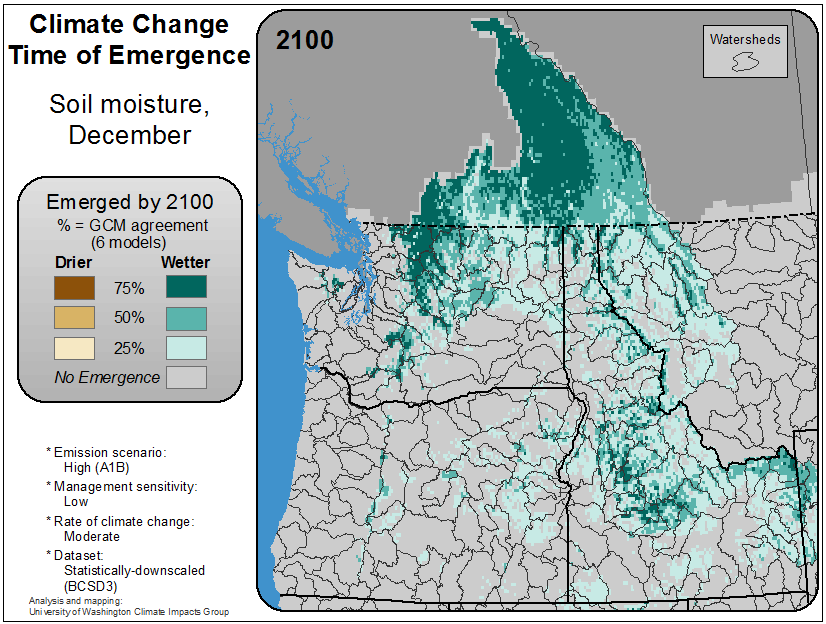 Climate Change
Time of Emergence
Soil moisture,
December
Emerged by 2100
% = GCM agreement
(6 models)
Drier
Wetter
75%
50%
25%
No Emergence
* Emission scenario:
High (A1B)
* Management sensitivity:
Low
* Rate of climate change:
Moderate
* Dataset:
Statistically-downscaled
(BCSD3)
Analysis and mapping:
University of Washington Climate Impacts Group
2100
Watersheds